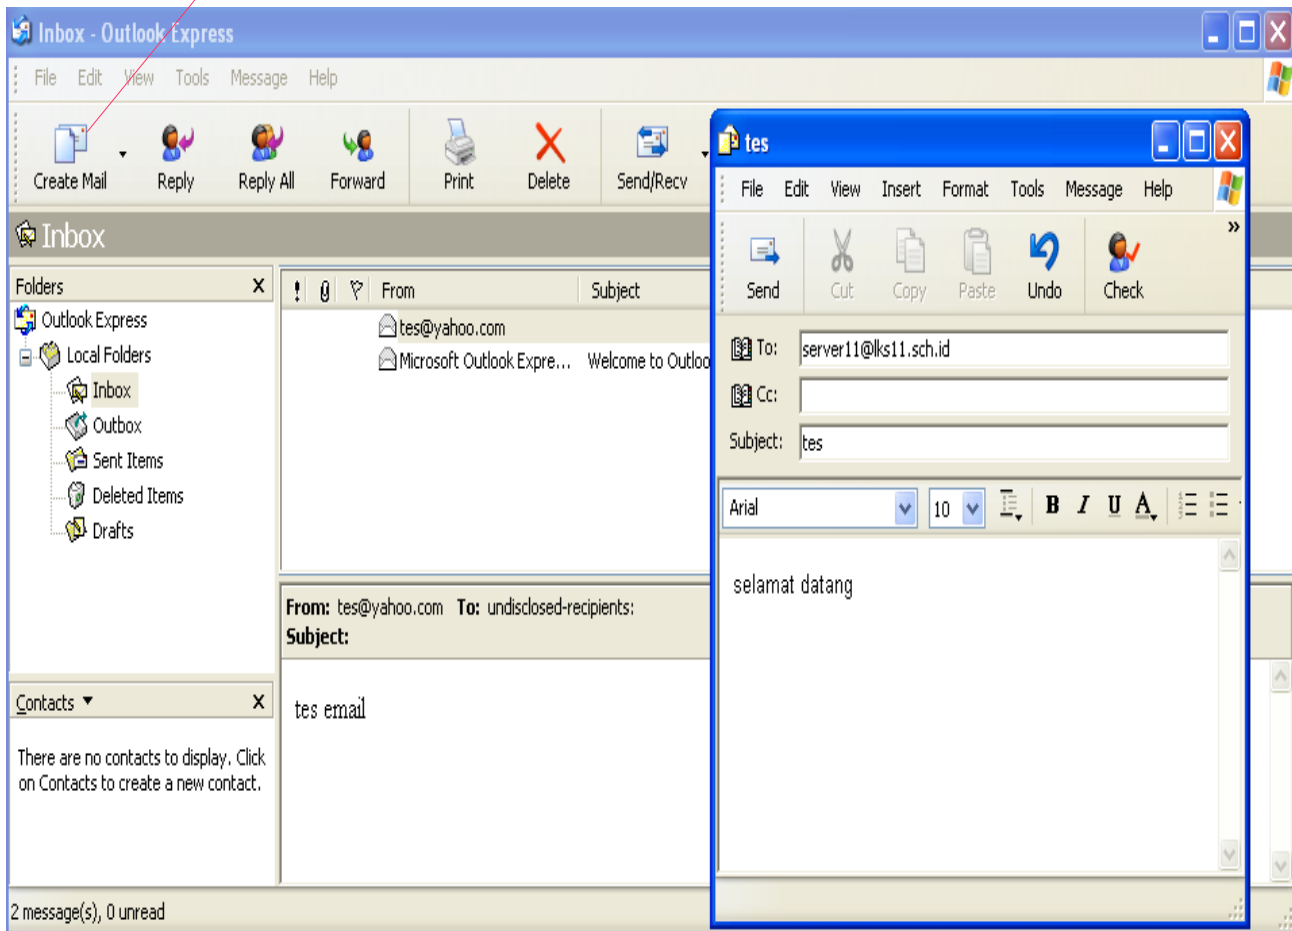 Inbox - Outlook Express
File Edit View Tools Message Help
Create Mail Reply Reply All Forward Print Delete Send/Recv
Inbox
Folders X
! From Subject
Outlook Express
Local Folders
Inbox
Outbox
Sent Items
Deleted Items
Drafts
tes@yahoo.com
Microsoft Outlook Expre... Welcome to Outloo
From: tes@yahoo.com To: undisclosed-recipients:
Subject:
tes email
Contacts X
There are no contacts to display. Click
on Contacts to create a new contact.
2 message(s), 0 unread
tes
File Edit View Insert Format Tools Message Help
Send Cut Copy Paste Undo Check
»
To: server11@lks11.sch.id
Cc:
Subject: tes
Arial 10 B I U A
selamat datang